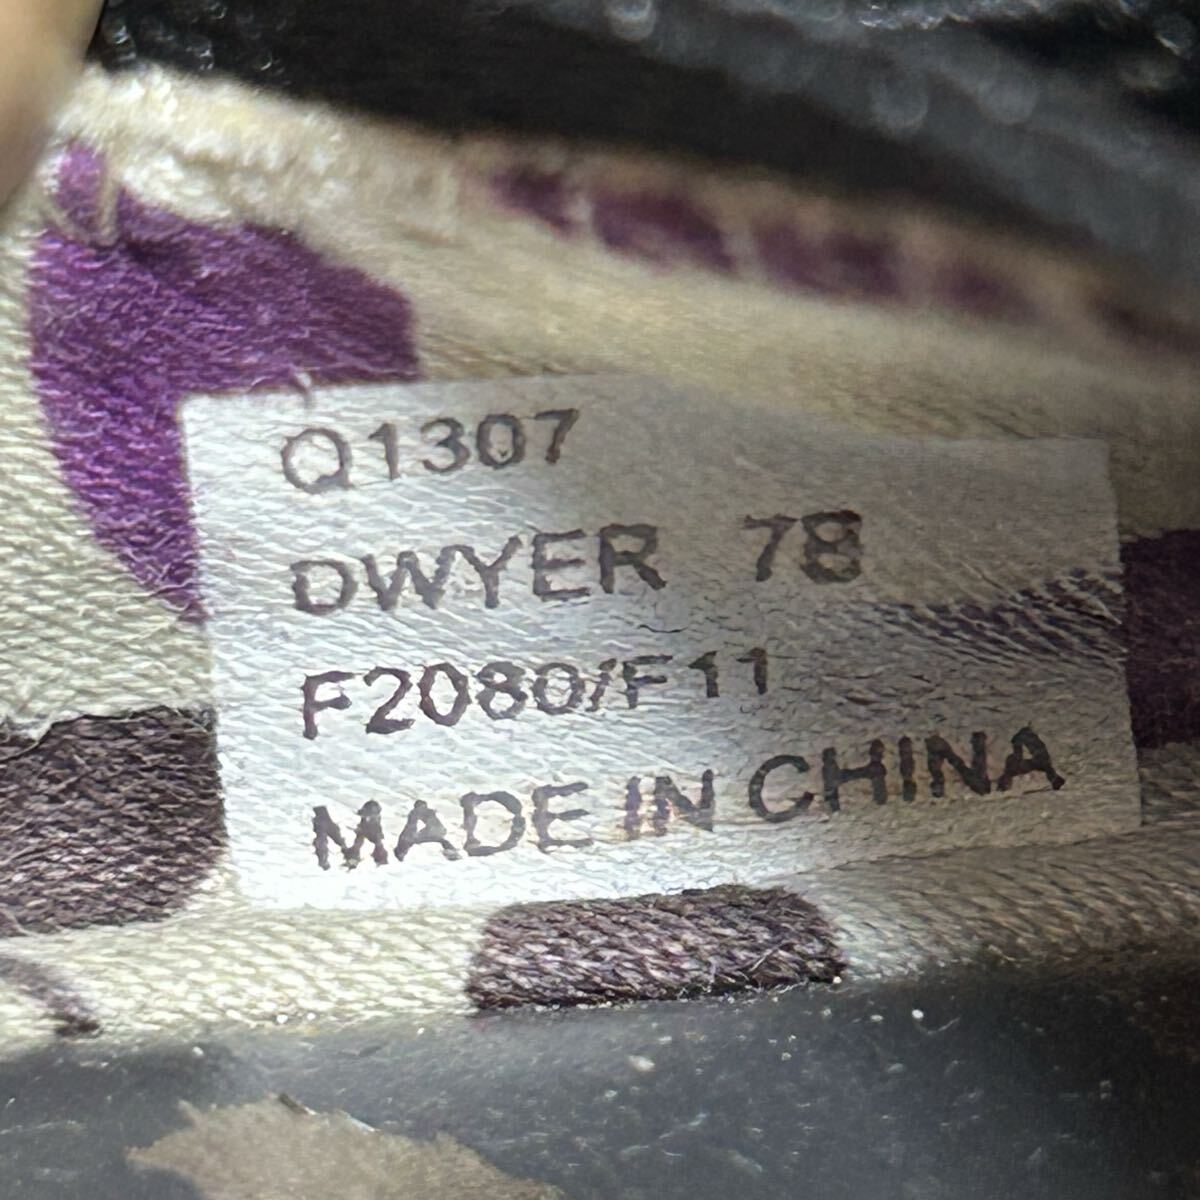 Q1307
DWYER 7B
F2080/F11
MADE IN CHINA